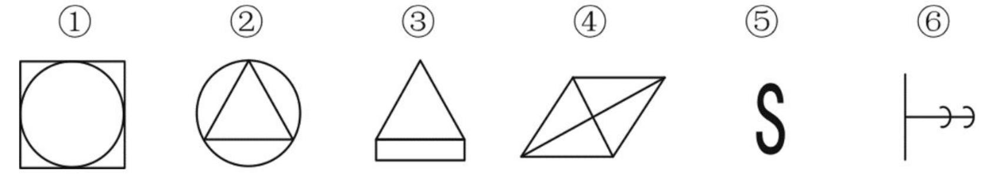 ① ② ③ ④ ⑤ ⑥
S